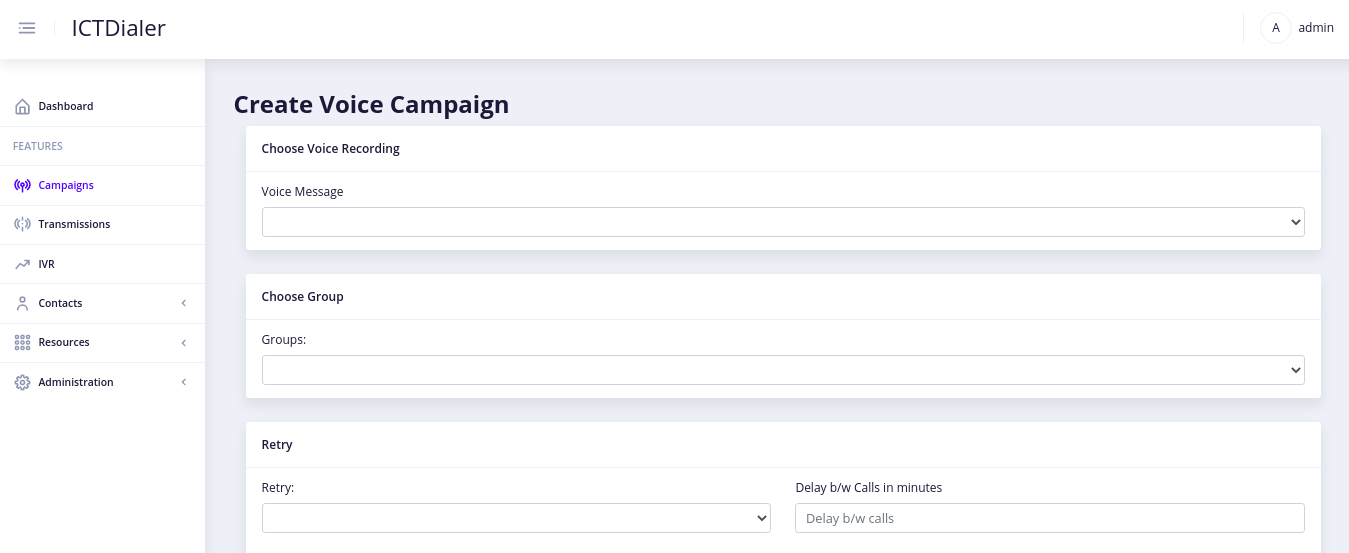 ICTDialer
A admin
Dashboard
FEATURES
Campaigns
Transmissions
IVR
Contacts
Resources
Administration
Create Voice Campaign
Choose Voice Recording
Voice Message
Choose Group
Groups:
Retry
Retry:
Delay b/w Calls in minutes
Delay b/w calls